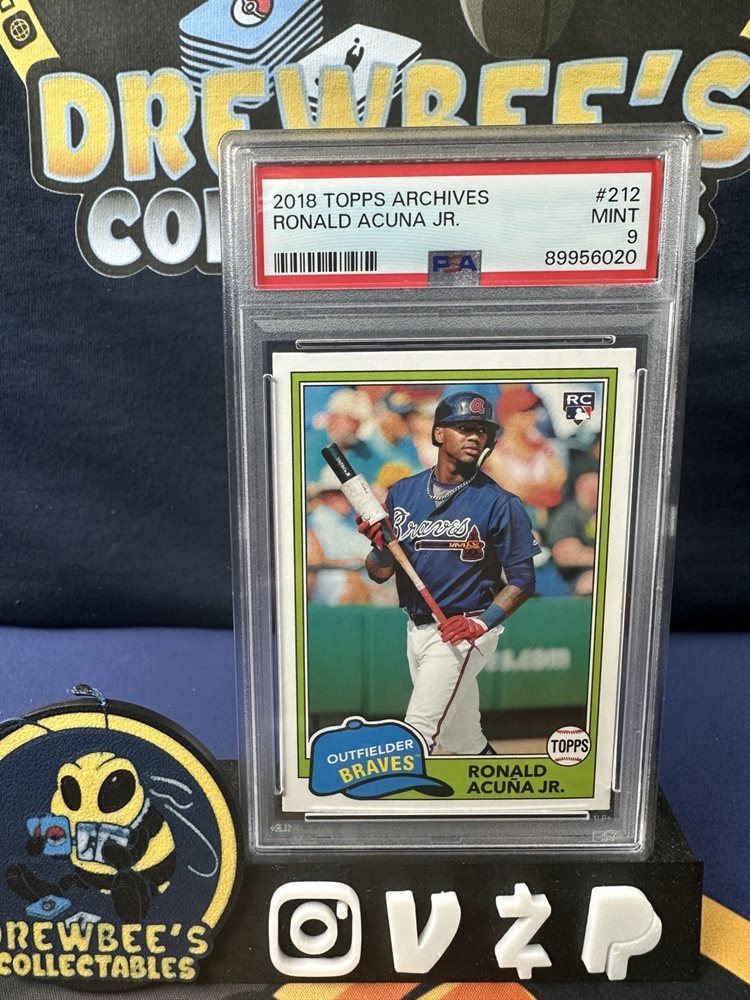 DREWBEE'S
2018 TOPPS ARCHIVES #212
RONALD ACUNA JR. MINT
9
PSA 89956020
RC
Braves
TOPPS
OUTFIELDER
BRAVES™
RONALD
ACUÑA JR.
DREWBEE'S
COLLECTABLES